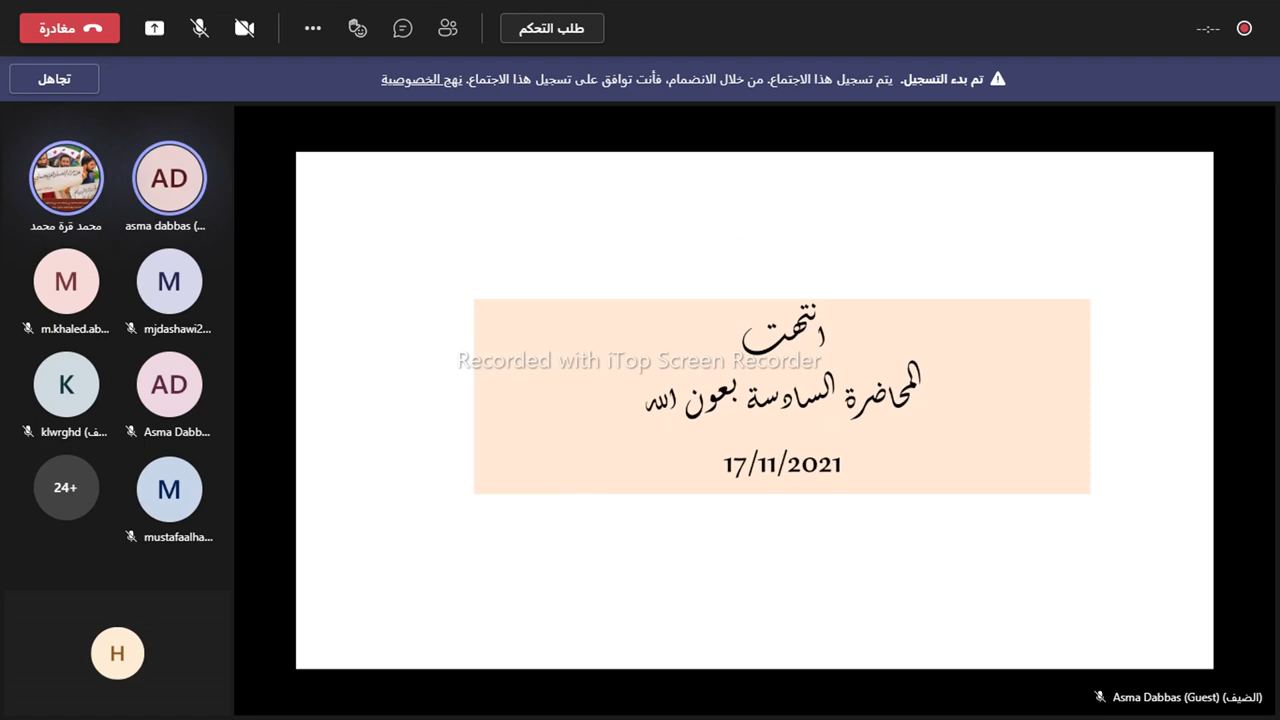 مغادرة
طلب التحكم
--:--
تم بدء التسجيل. يتم تسجيل هذا الاجتماع. من خلال الانضمام، فأنت توافق على تسجيل هذا الاجتماع. نهج الخصوصية
تجاهل
محمد قرة محمد
AD
asma dabbas (...
M
m.khaled.ab...
M
mjdashawi2...
K
klwrghd (ف...
AD
Asma Dabb...
24+
M
mustafaalha...
H
انتهت
Recorded with iTop Screen Recorder
المحاضرة السادسة بعون الله
17/11/2021
Asma Dabbas (Guest) (الضيف)